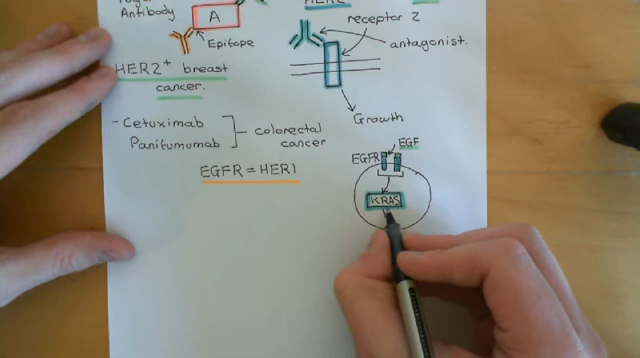 Antibody
A
Epitope
HER2+ breast
cancer.
receptor 2
antagonist.
Growth
- Cetuximab
Panitumumab
colorectal
cancer
EGFR = HER1
EGF
EGFR
KRAS